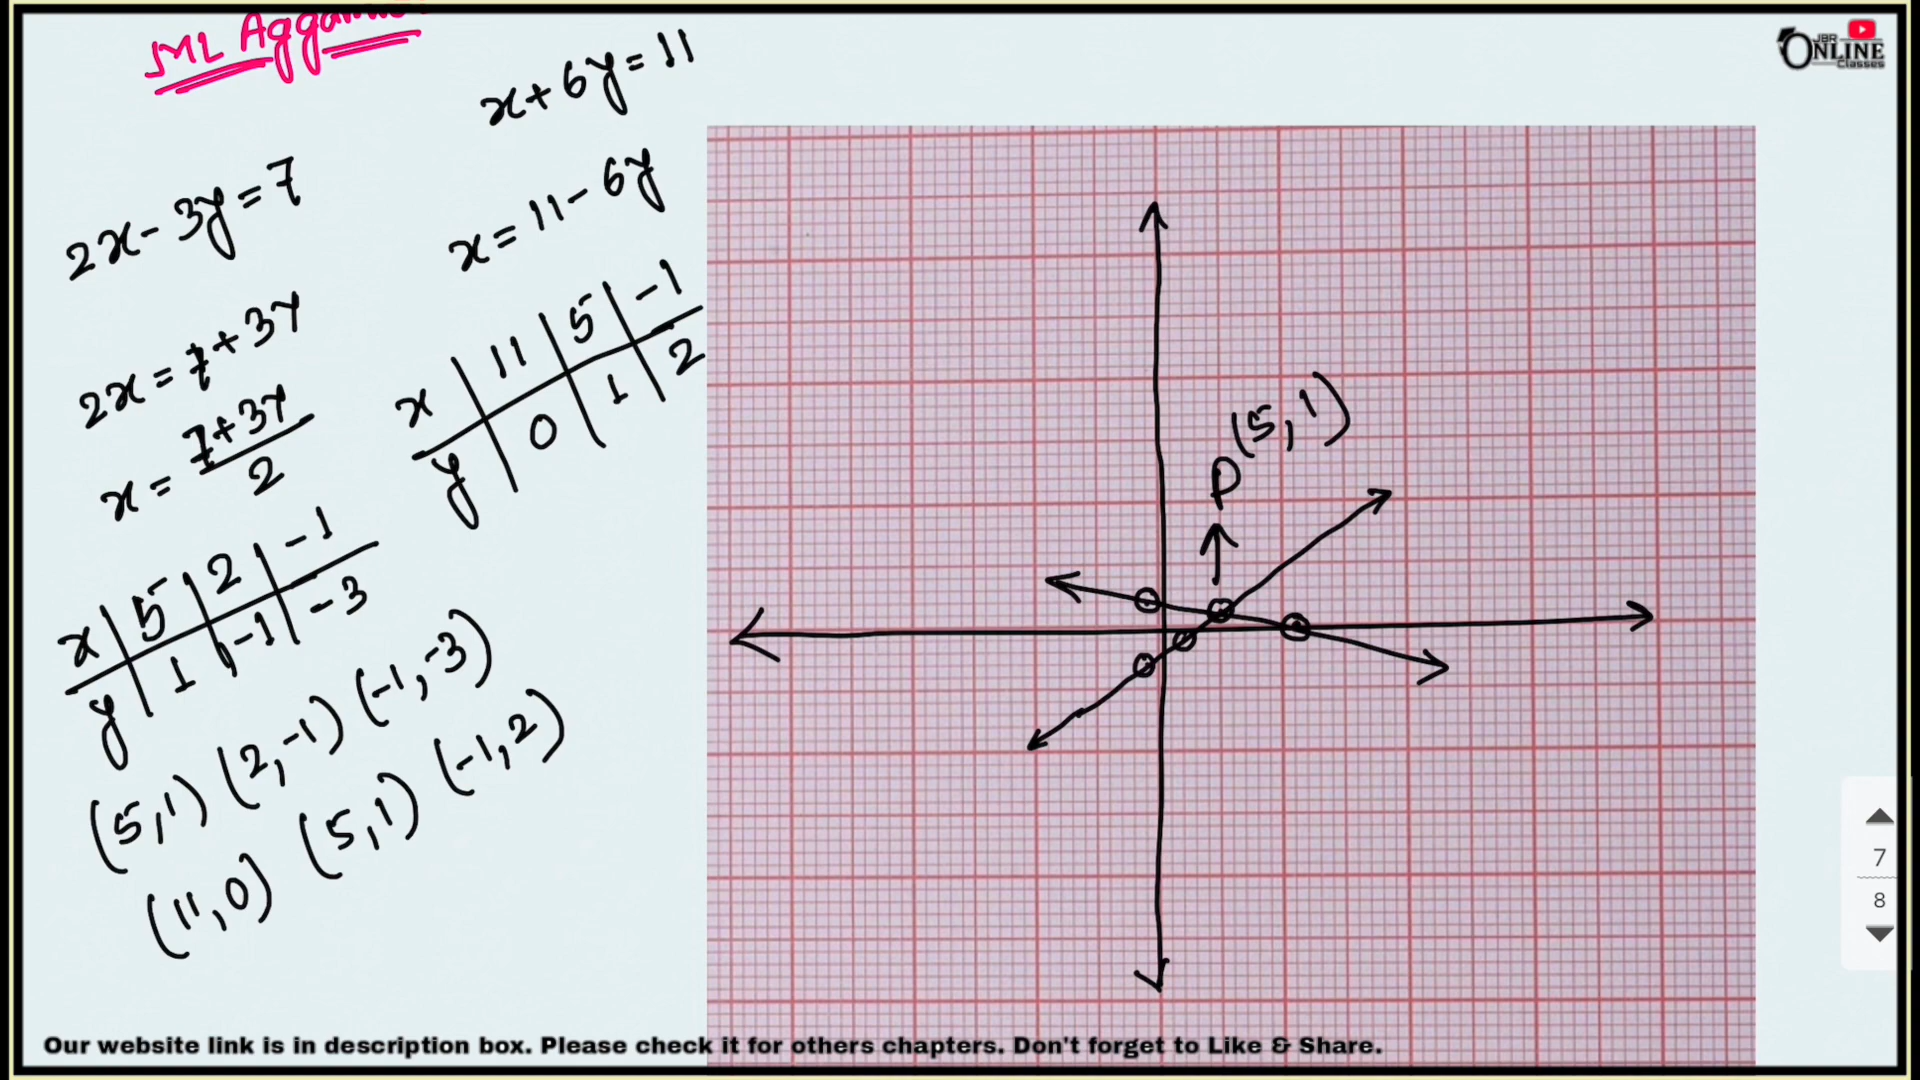 ML Aggarwal
JBR
ONLINE
Classes
2x - 3y = 7
2x = 7 + 3y
x = 7 + 3y / 2
x | 5 | 2 | -1
y | 1 | -1 | -3
x + 6y = 11
x = 11 - 6y
x | 11 | 5 | -1
y | 0 | 1 | 2
(5,1) (2,-1) (-1,-3)
(11,0) (5,1) (-1,2)
P (5,1)
7
8
Our website link is in description box. Please check it for others chapters. Don't forget to Like & Share.